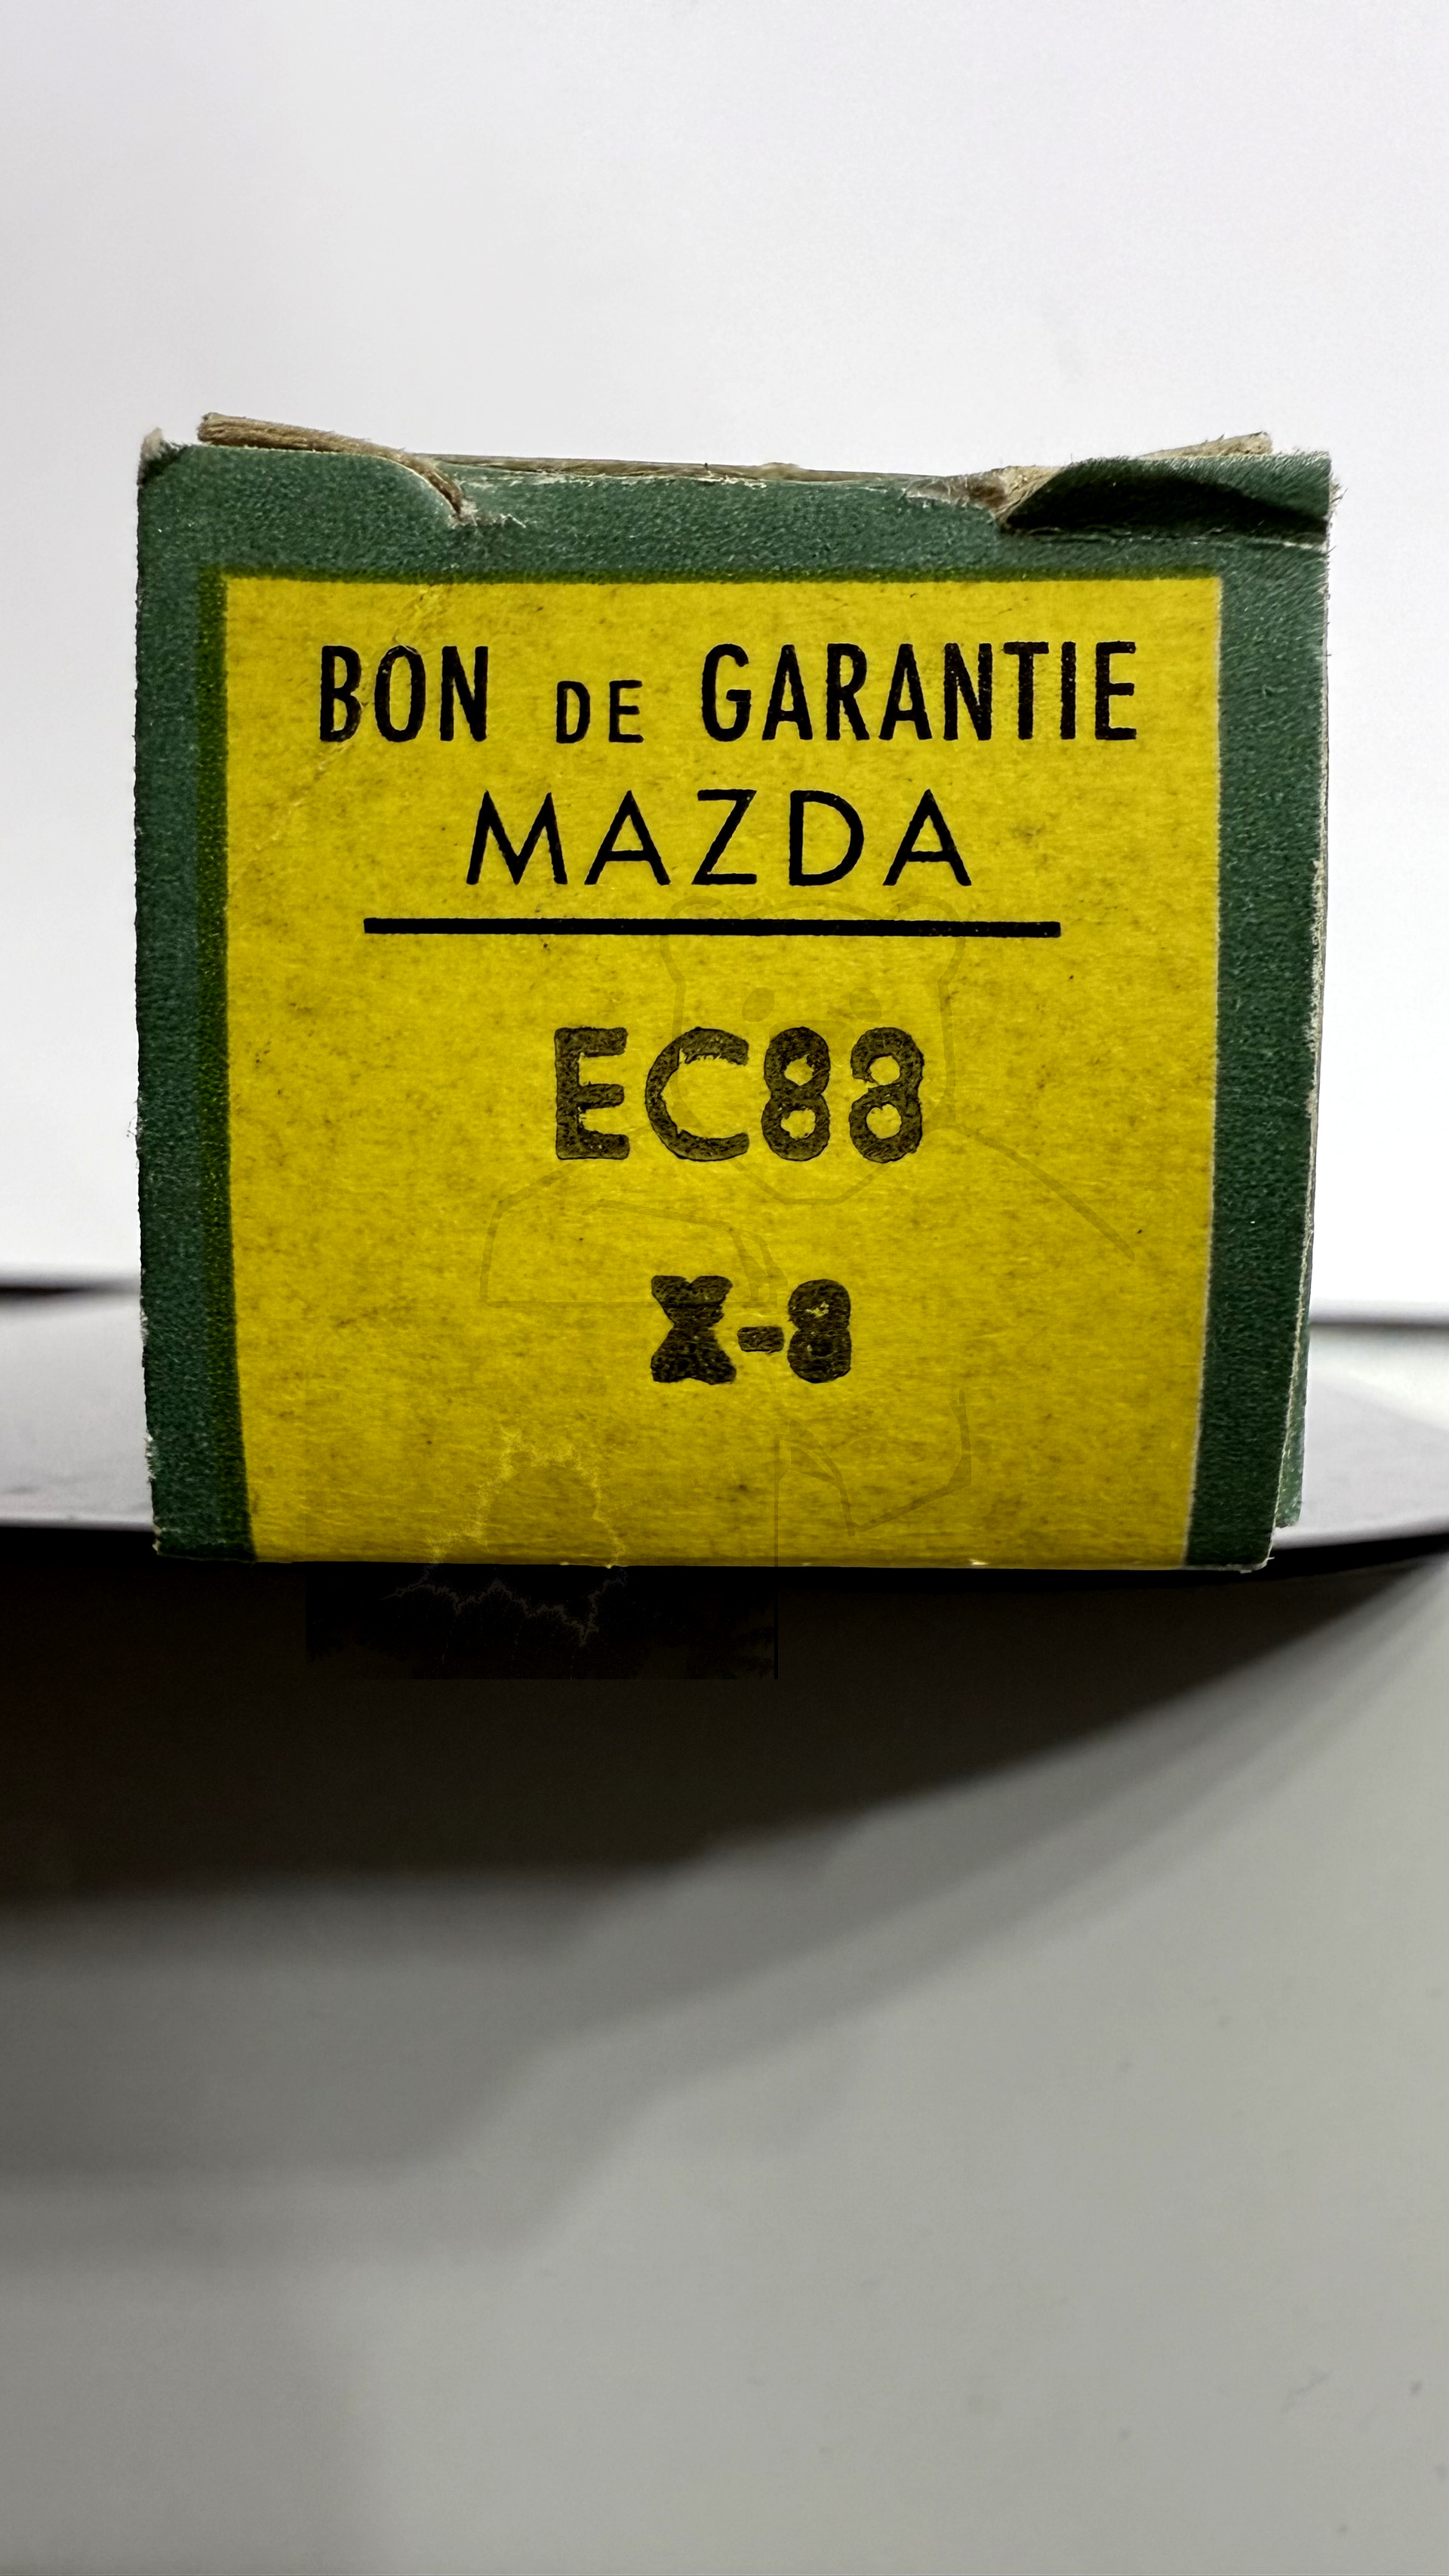 BON DE GARANTIE
MAZDA
EC88
X-8